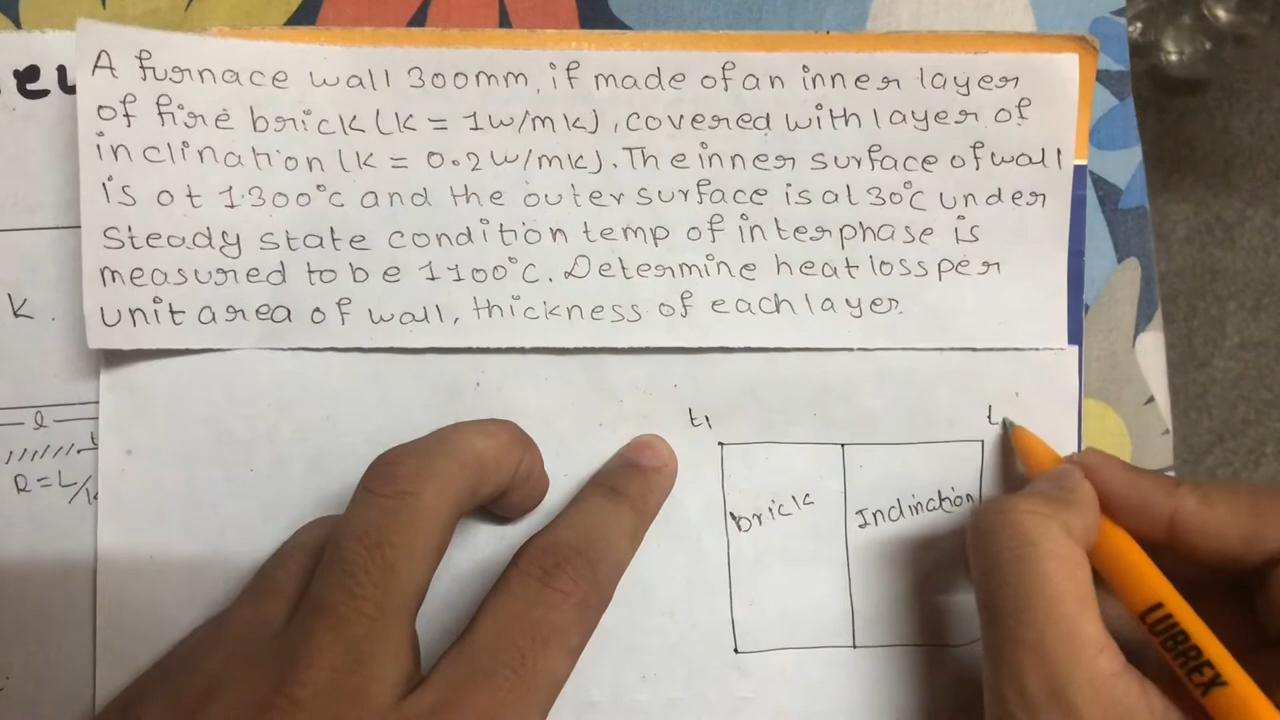 eu
A furnace wall 300mm, if made of an inner layer
of fire brick (k = 1w/mk), covered with layer of
inclination (k = 0.2w/mk). The inner surface of wall
is at 1300°c and the outer surface is at 30°c under
steady state condition temp of interphase is
measured to be 1100°c. Determine heat loss per
unit area of wall, thickness of each layer.
K.
l
R=L/k
t1
t
brick
Inclination
LUBREX